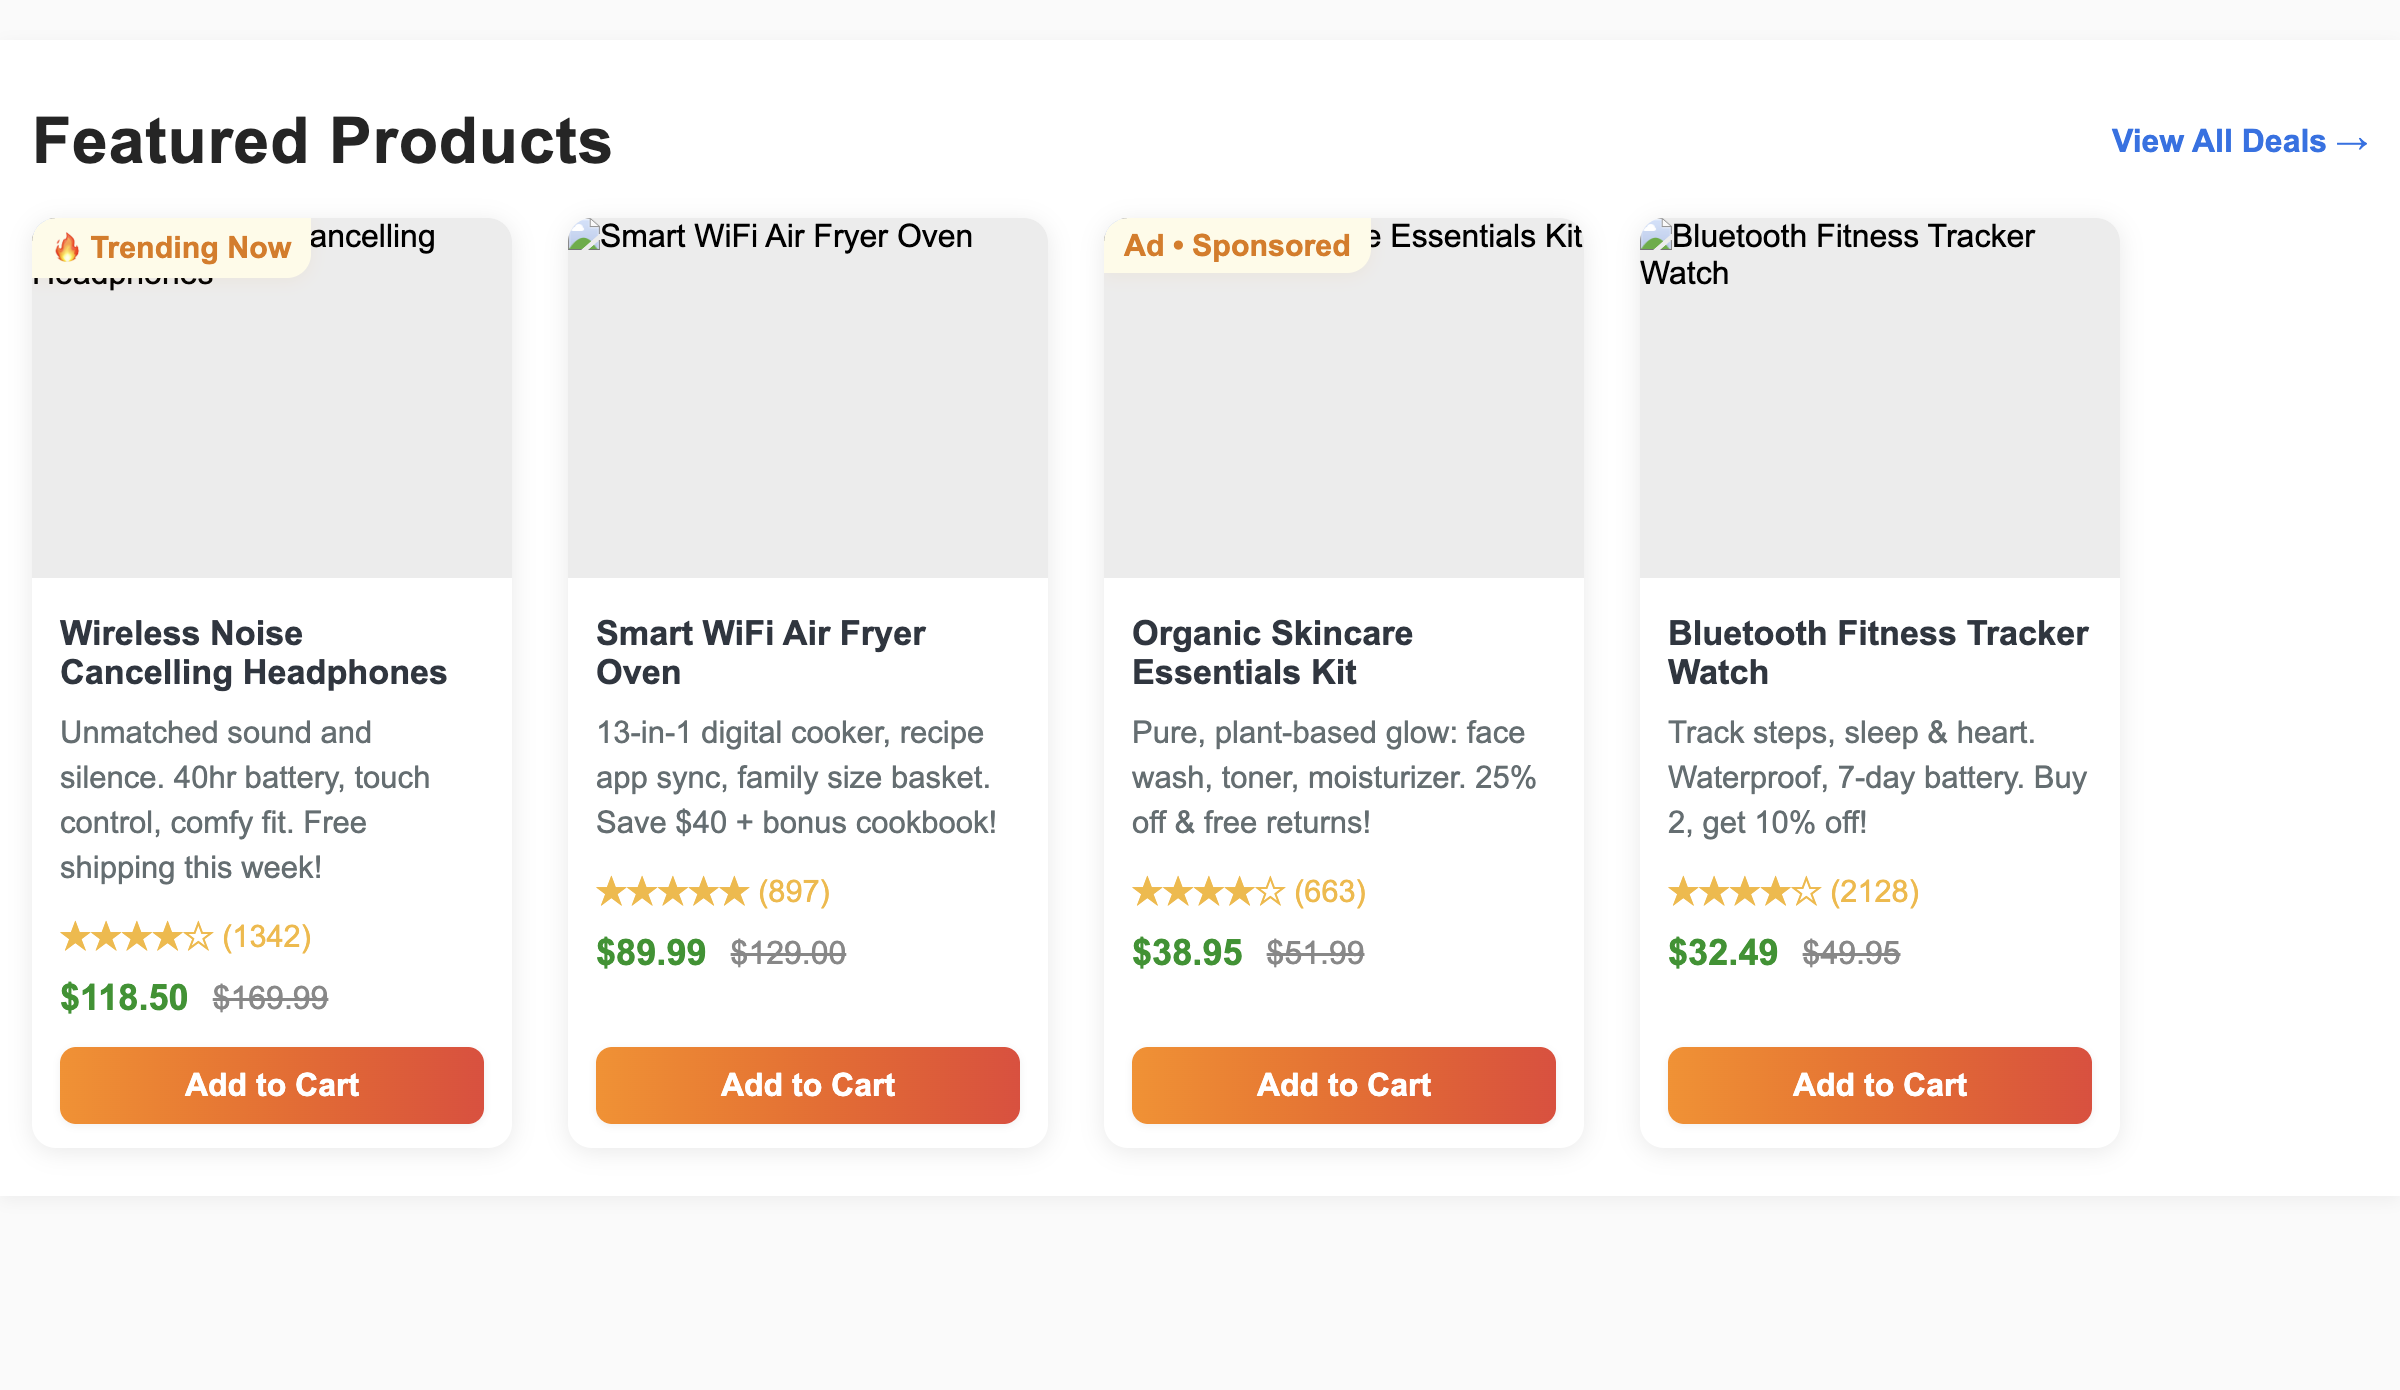 Featured Products
View All Deals →
🔥 Trending Now
ancelling
Headphones
Wireless Noise
Cancelling Headphones
Unmatched sound and
silence. 40hr battery, touch
control, comfy fit. Free
shipping this week!
★★★★☆ (1342)
$118.50 $169.99
Add to Cart
Smart WiFi Air Fryer Oven
Smart WiFi Air Fryer
Oven
13-in-1 digital cooker, recipe
app sync, family size basket.
Save $40 + bonus cookbook!
★★★★★ (897)
$89.99 $129.00
Add to Cart
Ad • Sponsored
e Essentials Kit
Organic Skincare
Essentials Kit
Pure, plant-based glow: face
wash, toner, moisturizer. 25%
off & free returns!
★★★★☆ (663)
$38.95 $51.99
Add to Cart
Bluetooth Fitness Tracker
Watch
Bluetooth Fitness Tracker
Watch
Track steps, sleep & heart.
Waterproof, 7-day battery. Buy
2, get 10% off!
★★★★☆ (2128)
$32.49 $49.95
Add to Cart